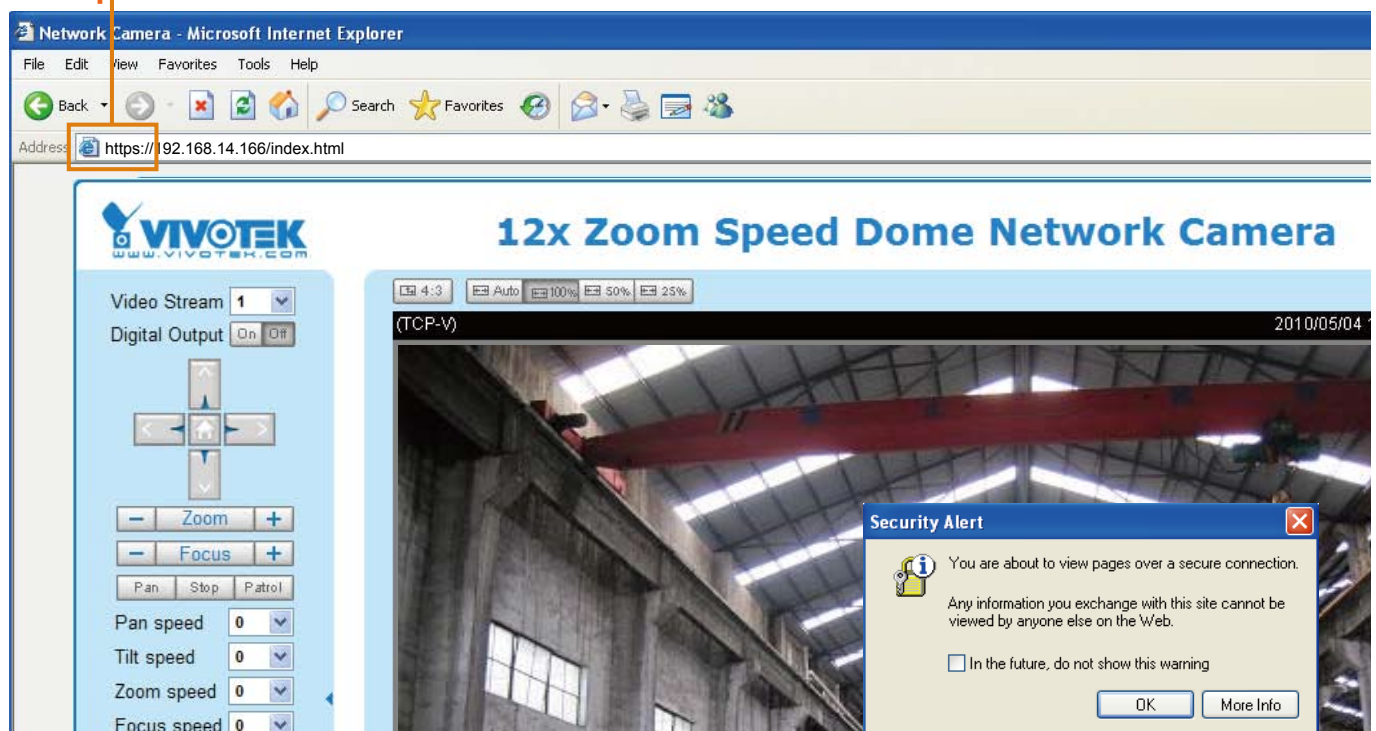 Network Camera - Microsoft Internet Explorer
File Edit View Favorites Tools Help
Back Search Favorites
Address https://192.168.14.166/index.html
VIVOTEK
www.vivotek.com
12x Zoom Speed Dome Network Camera
Video Stream 1
Digital Output On Off
4:3 Auto 100% 50% 25%
(TCP-V) 2010/05/04
− Zoom +
− Focus +
Pan Stop Patrol
Pan speed 0
Tilt speed 0
Zoom speed 0
Focus speed 0
Security Alert
You are about to view pages over a secure connection.
Any information you exchange with this site cannot be
viewed by anyone else on the Web.
In the future, do not show this warning
OK More Info